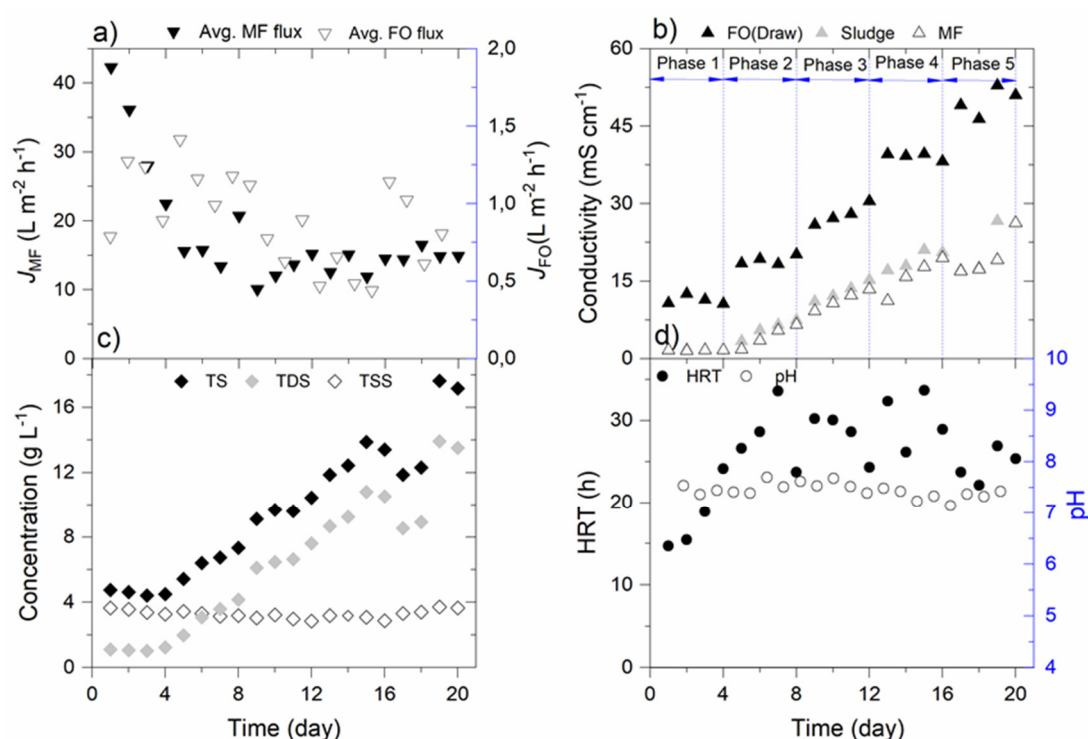 a)
Avg. MF flux
Avg. FO flux
40
30
20
10
0
J_MF (L m⁻² h⁻¹)
2,0
1,5
1,0
0,5
0,0
J_FO(L m⁻² h⁻¹)
b)
FO(Draw)
Sludge
MF
Phase 1
Phase 2
Phase 3
Phase 4
Phase 5
60
45
30
15
0
Conductivity (mS cm⁻¹)
c)
TS
TDS
TSS
16
12
8
4
0
Concentration (g L⁻¹)
0 4 8 12 16 20
Time (day)
d)
HRT
pH
30
20
10
0
HRT (h)
10
9
8
7
6
5
4
pH
0 4 8 12 16 20
Time (day)